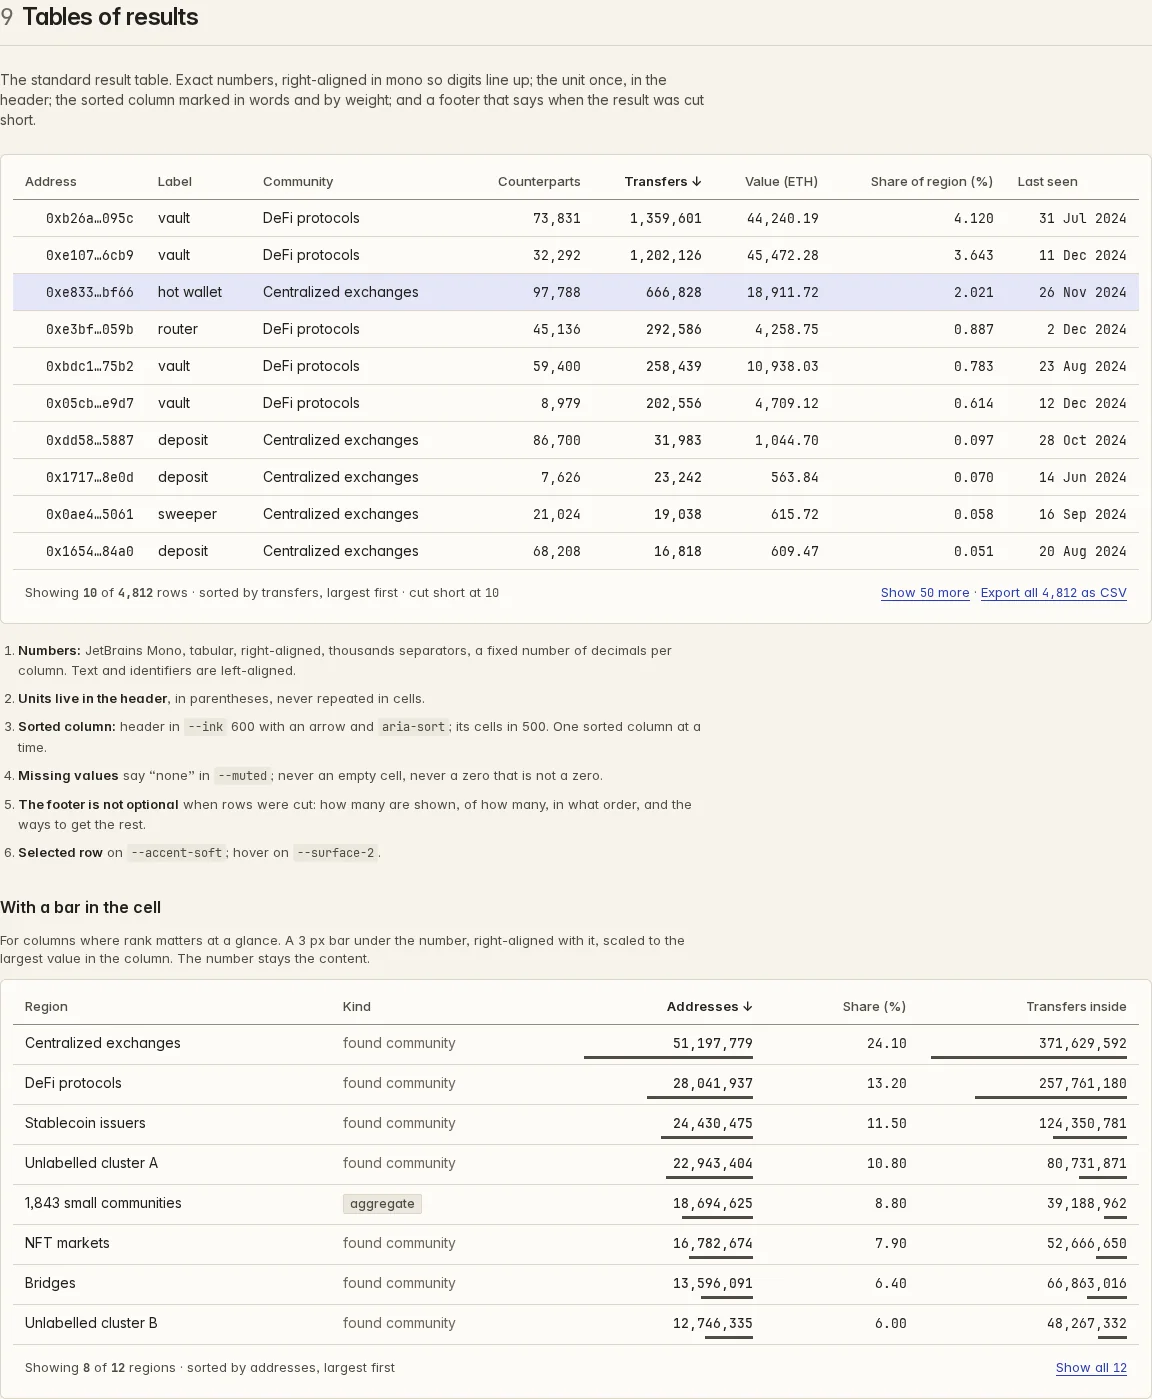 9 Tables of results
The standard result table. Exact numbers, right-aligned in mono so digits line up; the unit once, in the
header; the sorted column marked in words and by weight; and a footer that says when the result was cut
short.
Address Label Community Counterparts Transfers ↓ Value (ETH) Share of region (%) Last seen
0xb26a…095c vault DeFi protocols 73,831 1,359,601 44,240.19 4.120 31 Jul 2024
0xe107…6cb9 vault DeFi protocols 32,292 1,202,126 45,472.28 3.643 11 Dec 2024
0xe833…bf66 hot wallet Centralized exchanges 97,788 666,828 18,911.72 2.021 26 Nov 2024
0xe3bf…059b router DeFi protocols 45,136 292,586 4,258.75 0.887 2 Dec 2024
0xbdc1…75b2 vault DeFi protocols 59,400 258,439 10,938.03 0.783 23 Aug 2024
0x05cb…e9d7 vault DeFi protocols 8,979 202,556 4,709.12 0.614 12 Dec 2024
0xdd58…5887 deposit Centralized exchanges 86,700 31,983 1,044.70 0.097 28 Oct 2024
0x1717…8e0d deposit Centralized exchanges 7,626 23,242 563.84 0.070 14 Jun 2024
0x0ae4…5061 sweeper Centralized exchanges 21,024 19,038 615.72 0.058 16 Sep 2024
0x1654…84a0 deposit Centralized exchanges 68,208 16,818 609.47 0.051 20 Aug 2024
Showing 10 of 4,812 rows · sorted by transfers, largest first · cut short at 10 Show 50 more · Export all 4,812 as CSV
1. Numbers: JetBrains Mono, tabular, right-aligned, thousands separators, a fixed number of decimals per
column. Text and identifiers are left-aligned.
2. Units live in the header, in parentheses, never repeated in cells.
3. Sorted column: header in --ink 600 with an arrow and aria-sort; its cells in 500. One sorted column at a
time.
4. Missing values say “none” in --muted; never an empty cell, never a zero that is not a zero.
5. The footer is not optional when rows were cut: how many are shown, of how many, in what order, and the
ways to get the rest.
6. Selected row on --accent-soft; hover on --surface-2.
With a bar in the cell
For columns where rank matters at a glance. A 3 px bar under the number, right-aligned with it, scaled to the
largest value in the column. The number stays the content.
Region Kind Addresses ↓ Share (%) Transfers inside
Centralized exchanges found community 51,197,779 24.10 371,629,592
DeFi protocols found community 28,041,937 13.20 257,761,180
Stablecoin issuers found community 24,430,475 11.50 124,350,781
Unlabelled cluster A found community 22,943,404 10.80 80,731,871
1,843 small communities aggregate 18,694,625 8.80 39,188,962
NFT markets found community 16,782,674 7.90 52,666,650
Bridges found community 13,596,091 6.40 66,863,016
Unlabelled cluster B found community 12,746,335 6.00 48,267,332
Showing 8 of 12 regions · sorted by addresses, largest first Show all 12